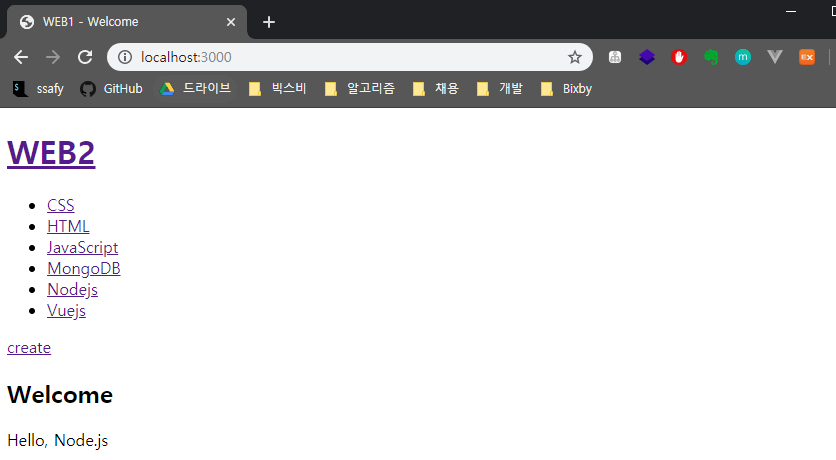 WEB1 - Welcome
localhost:3000
ssafy GitHub 드라이브 빅스비 알고리즘 채용 개발 Bixby
WEB2
CSS
HTML
JavaScript
MongoDB
Nodejs
Vuejs
create
Welcome
Hello, Node.js